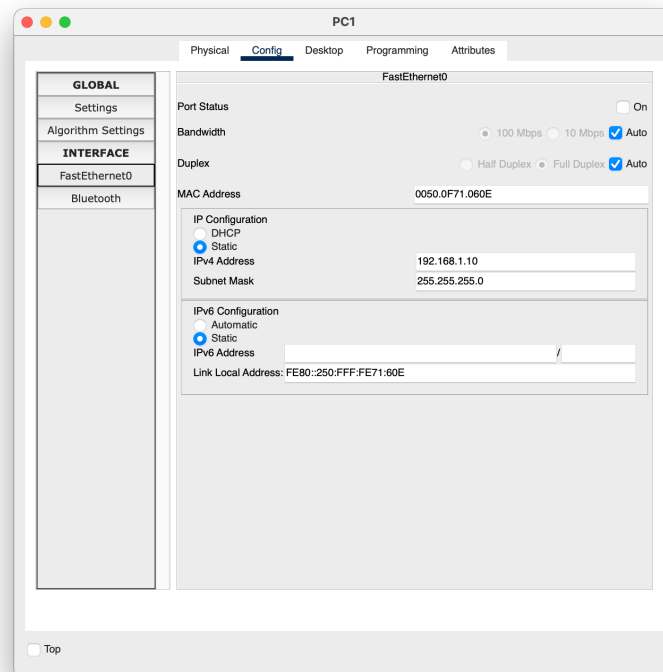 PC1
Physical Config Desktop Programming Attributes
GLOBAL
Settings
Algorithm Settings
INTERFACE
FastEthernet0
Bluetooth
FastEthernet0
Port Status On
Bandwidth 100 Mbps 10 Mbps Auto
Duplex Half Duplex Full Duplex Auto
MAC Address 0050.0F71.060E
IP Configuration
DHCP
Static
IPv4 Address 192.168.1.10
Subnet Mask 255.255.255.0
IPv6 Configuration
Automatic
Static
IPv6 Address /
Link Local Address: FE80::250:FFF:FE71:60E
Top